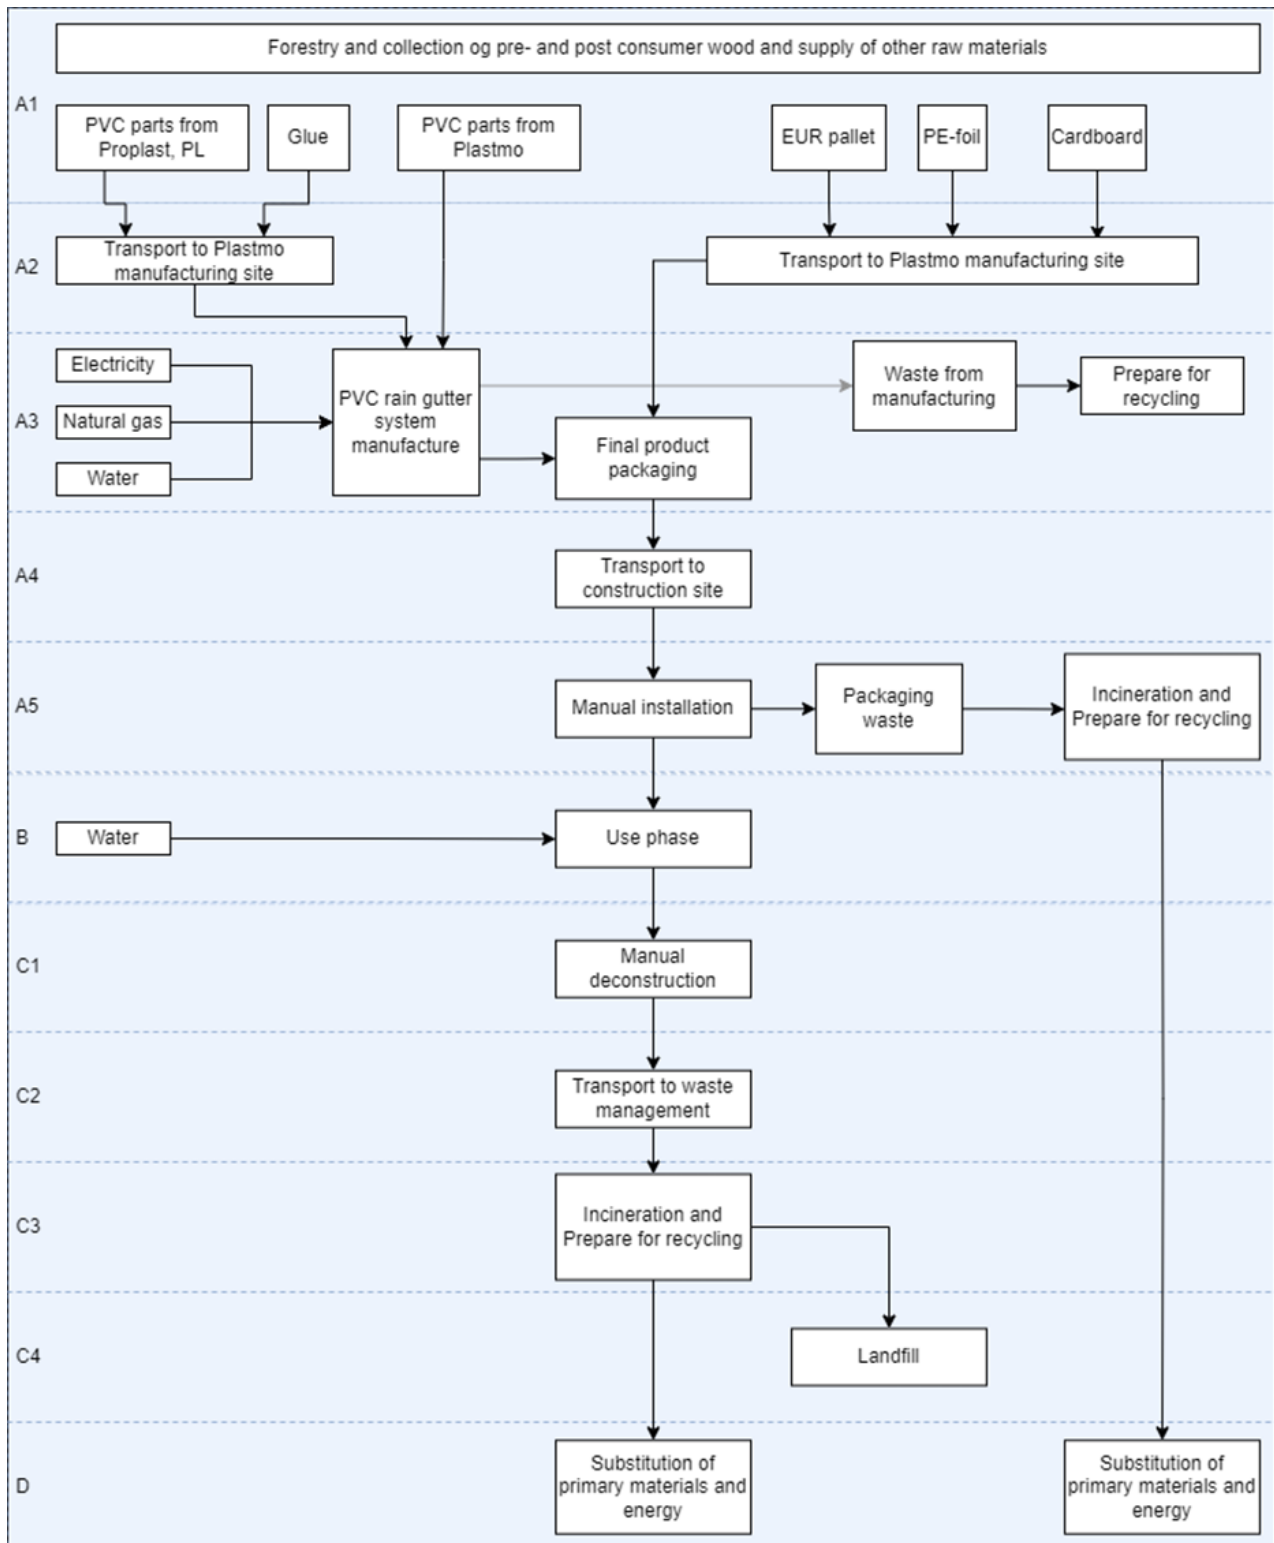 Forestry and collection og pre- and post consumer wood and supply of other raw materials
A1
PVC parts from
Proplast, PL
Glue
PVC parts from
Plastmo
EUR pallet
PE-foil
Cardboard
A2
Transport to Plastmo
manufacturing site
Transport to Plastmo manufacturing site
A3
Electricity
Natural gas
Water
PVC rain gutter
system
manufacture
Final product
packaging
Waste from
manufacturing
Prepare for
recycling
A4
Transport to
construction site
A5
Manual installation
Packaging
waste
Incineration and
Prepare for recycling
B
Water
Use phase
C1
Manual
deconstruction
C2
Transport to waste
management
C3
Incineration and
Prepare for recycling
C4
Landfill
D
Substitution of
primary materials and
energy
Substitution of
primary materials and
energy